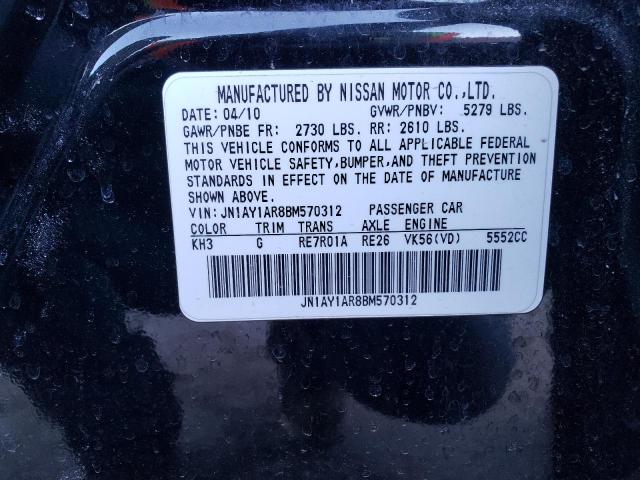 MANUFACTURED BY NISSAN MOTOR CO.,LTD.
DATE: 04/10 GVWR/PNBV: 5279 LBS.
GAWR/PNBE FR: 2730 LBS. RR: 2610 LBS.
THIS VEHICLE CONFORMS TO ALL APPLICABLE FEDERAL
MOTOR VEHICLE SAFETY,BUMPER,AND THEFT PREVENTION
STANDARDS IN EFFECT ON THE DATE OF MANUFACTURE
SHOWN ABOVE.
VIN: JN1AY1AR8BM570312 PASSENGER CAR
COLOR TRIM TRANS AXLE ENGINE
KH3 G RE7R01A RE26 VK56(VD) 5552CC
JN1AY1AR8BM570312